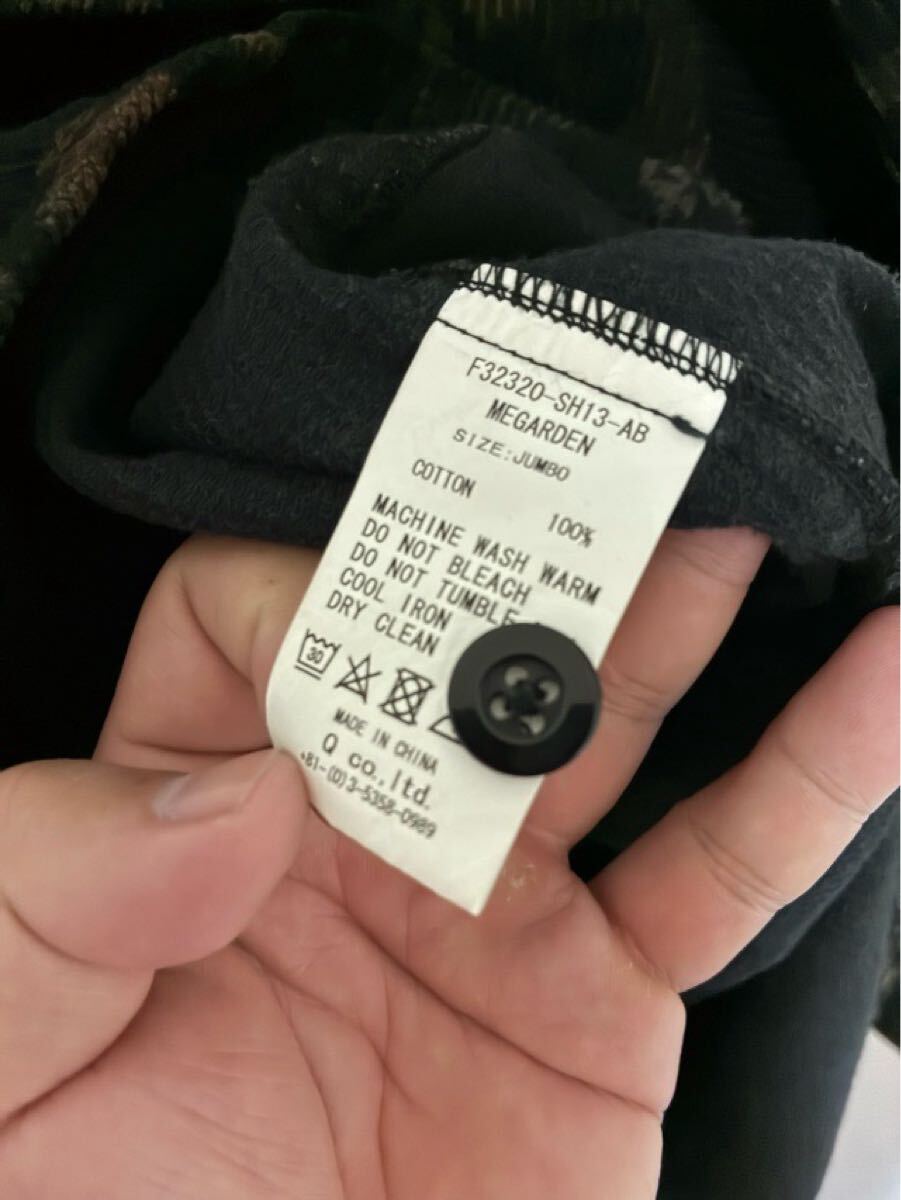 F32320-SH13-AB
MEGARDEN
SIZE:JUMBO
COTTON 100%
MACHINE WASH WARM
DO NOT BLEACH
DO NOT TUMBLE
COOL IRON
DRY CLEAN
30
MADE IN CHINA
Q co.,ltd.
+81-(0)3-5358-0989